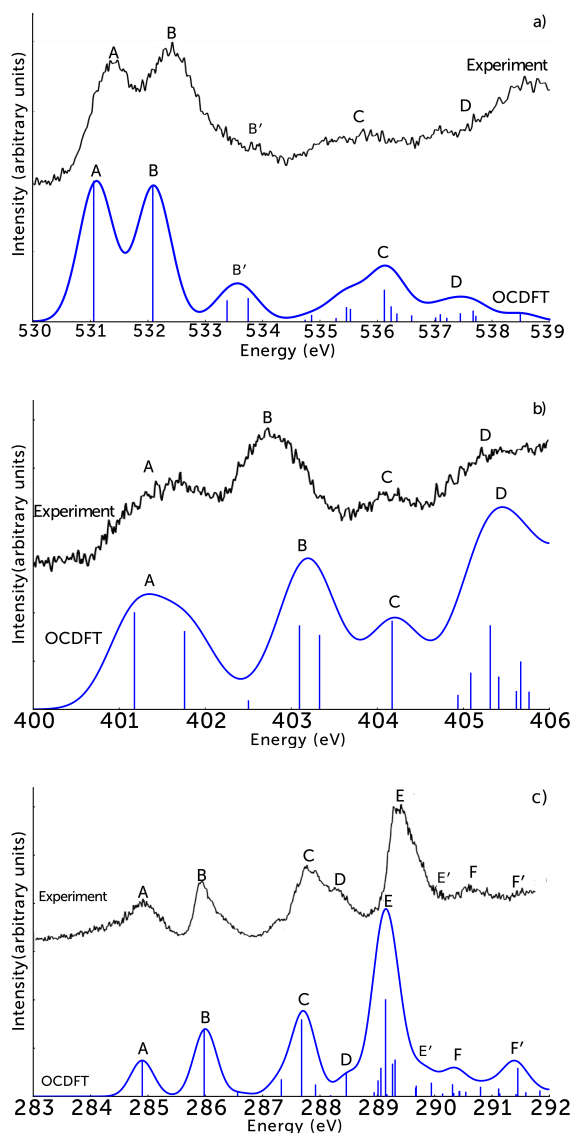 a)
Intensity (arbitrary units)
A
B
B′
C
D
Experiment
A
B
B′
C
D
OCDFT
530 531 532 533 534 535 536 537 538 539
Energy (eV)
b)
Intensity(arbitrary units)
A
B
C
D
Experiment
A
B
C
D
OCDFT
400 401 402 403 404 405 406
Energy (eV)
c)
Intensity(arbitrary units)
A
B
C
D
E
E′
F
F′
Experiment
A
B
C
D
E
E′
F
F′
OCDFT
283 284 285 286 287 288 289 290 291 292
Energy (eV)